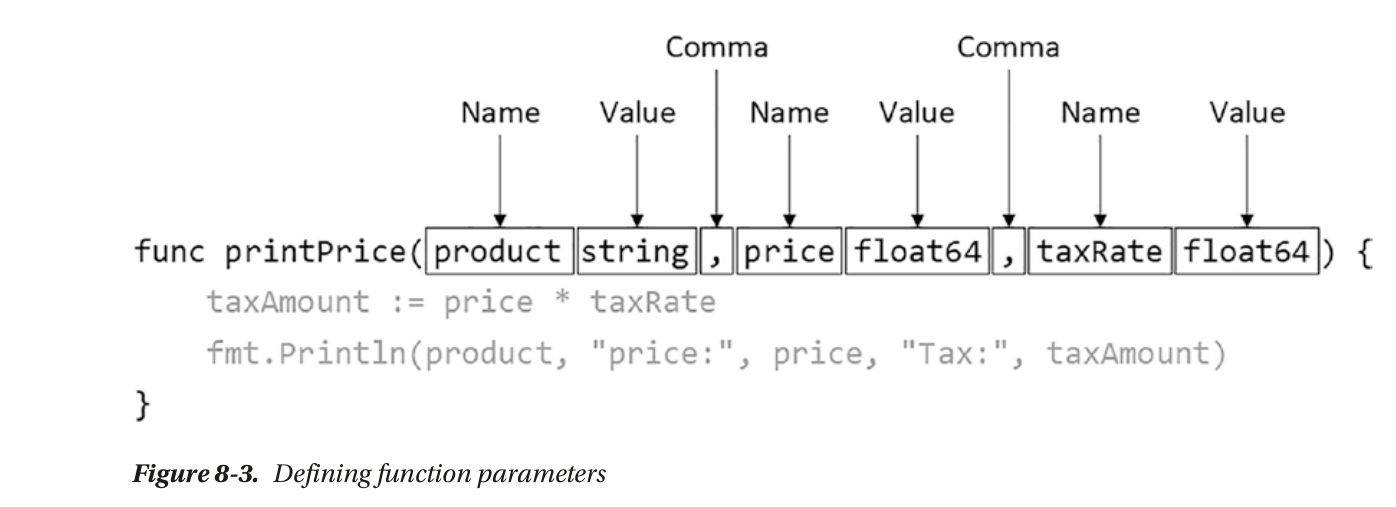 Comma Comma
Name Value Name Value Name Value
func printPrice(product string , price float64 , taxRate float64) {
taxAmount := price * taxRate
fmt.Println(product, "price:", price, "Tax:", taxAmount)
}
Figure 8-3. Defining function parameters